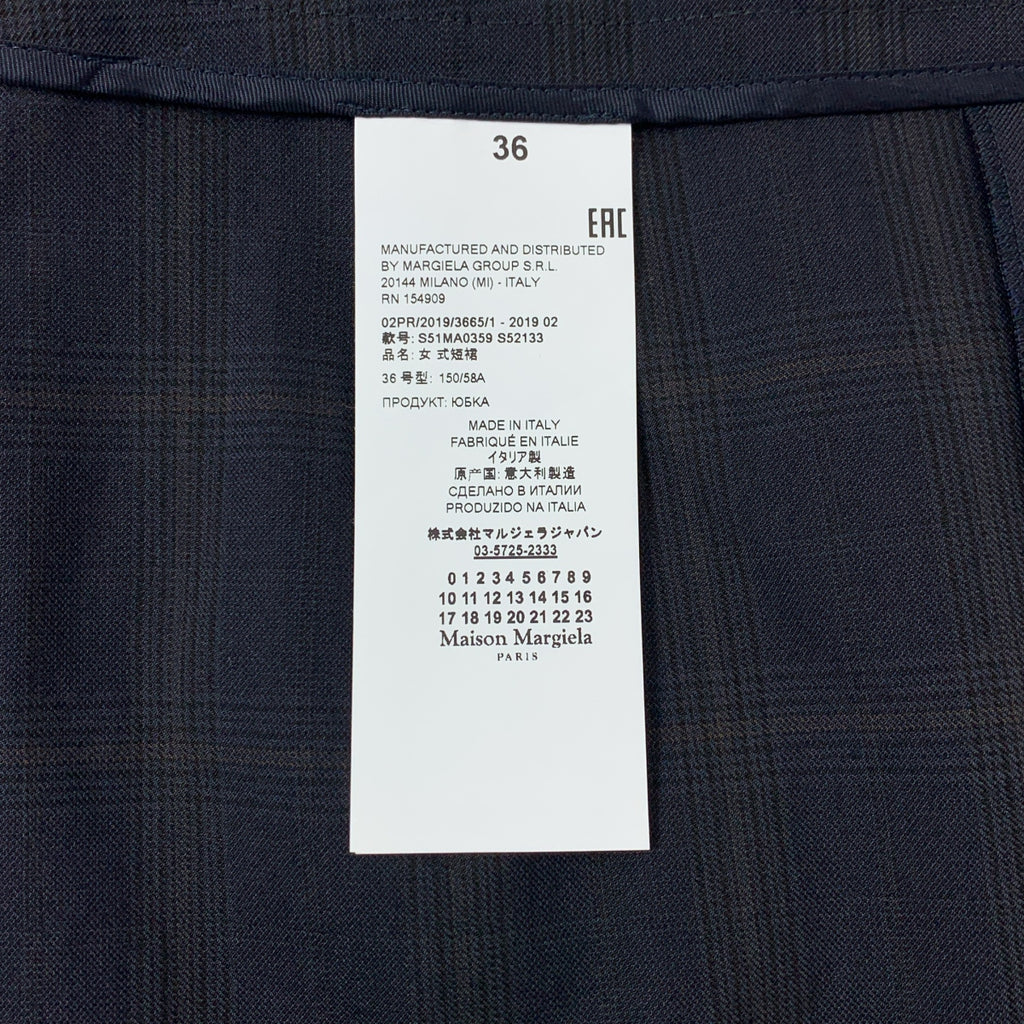 36
EAC
MANUFACTURED AND DISTRIBUTED
BY MARGIELA GROUP S.R.L.
20144 MILANO (MI) - ITALY
RN 154909
02PR/2019/3665/1 - 2019 02
款号: S51MA0359 S52133
品名: 女 式短裙
36 号型: 150/58A
ПРОДУКТ: ЮБКА
MADE IN ITALY
FABRIQUÉ EN ITALIE
イタリア製
原产国: 意大利製造
СДЕЛАНО В ИТАЛИИ
PRODUZIDO NA ITALIA
株式会社マルジェラジャパン
03-5725-2333
0 1 2 3 4 5 6 7 8 9
10 11 12 13 14 15 16
17 18 19 20 21 22 23
Maison Margiela
PARIS